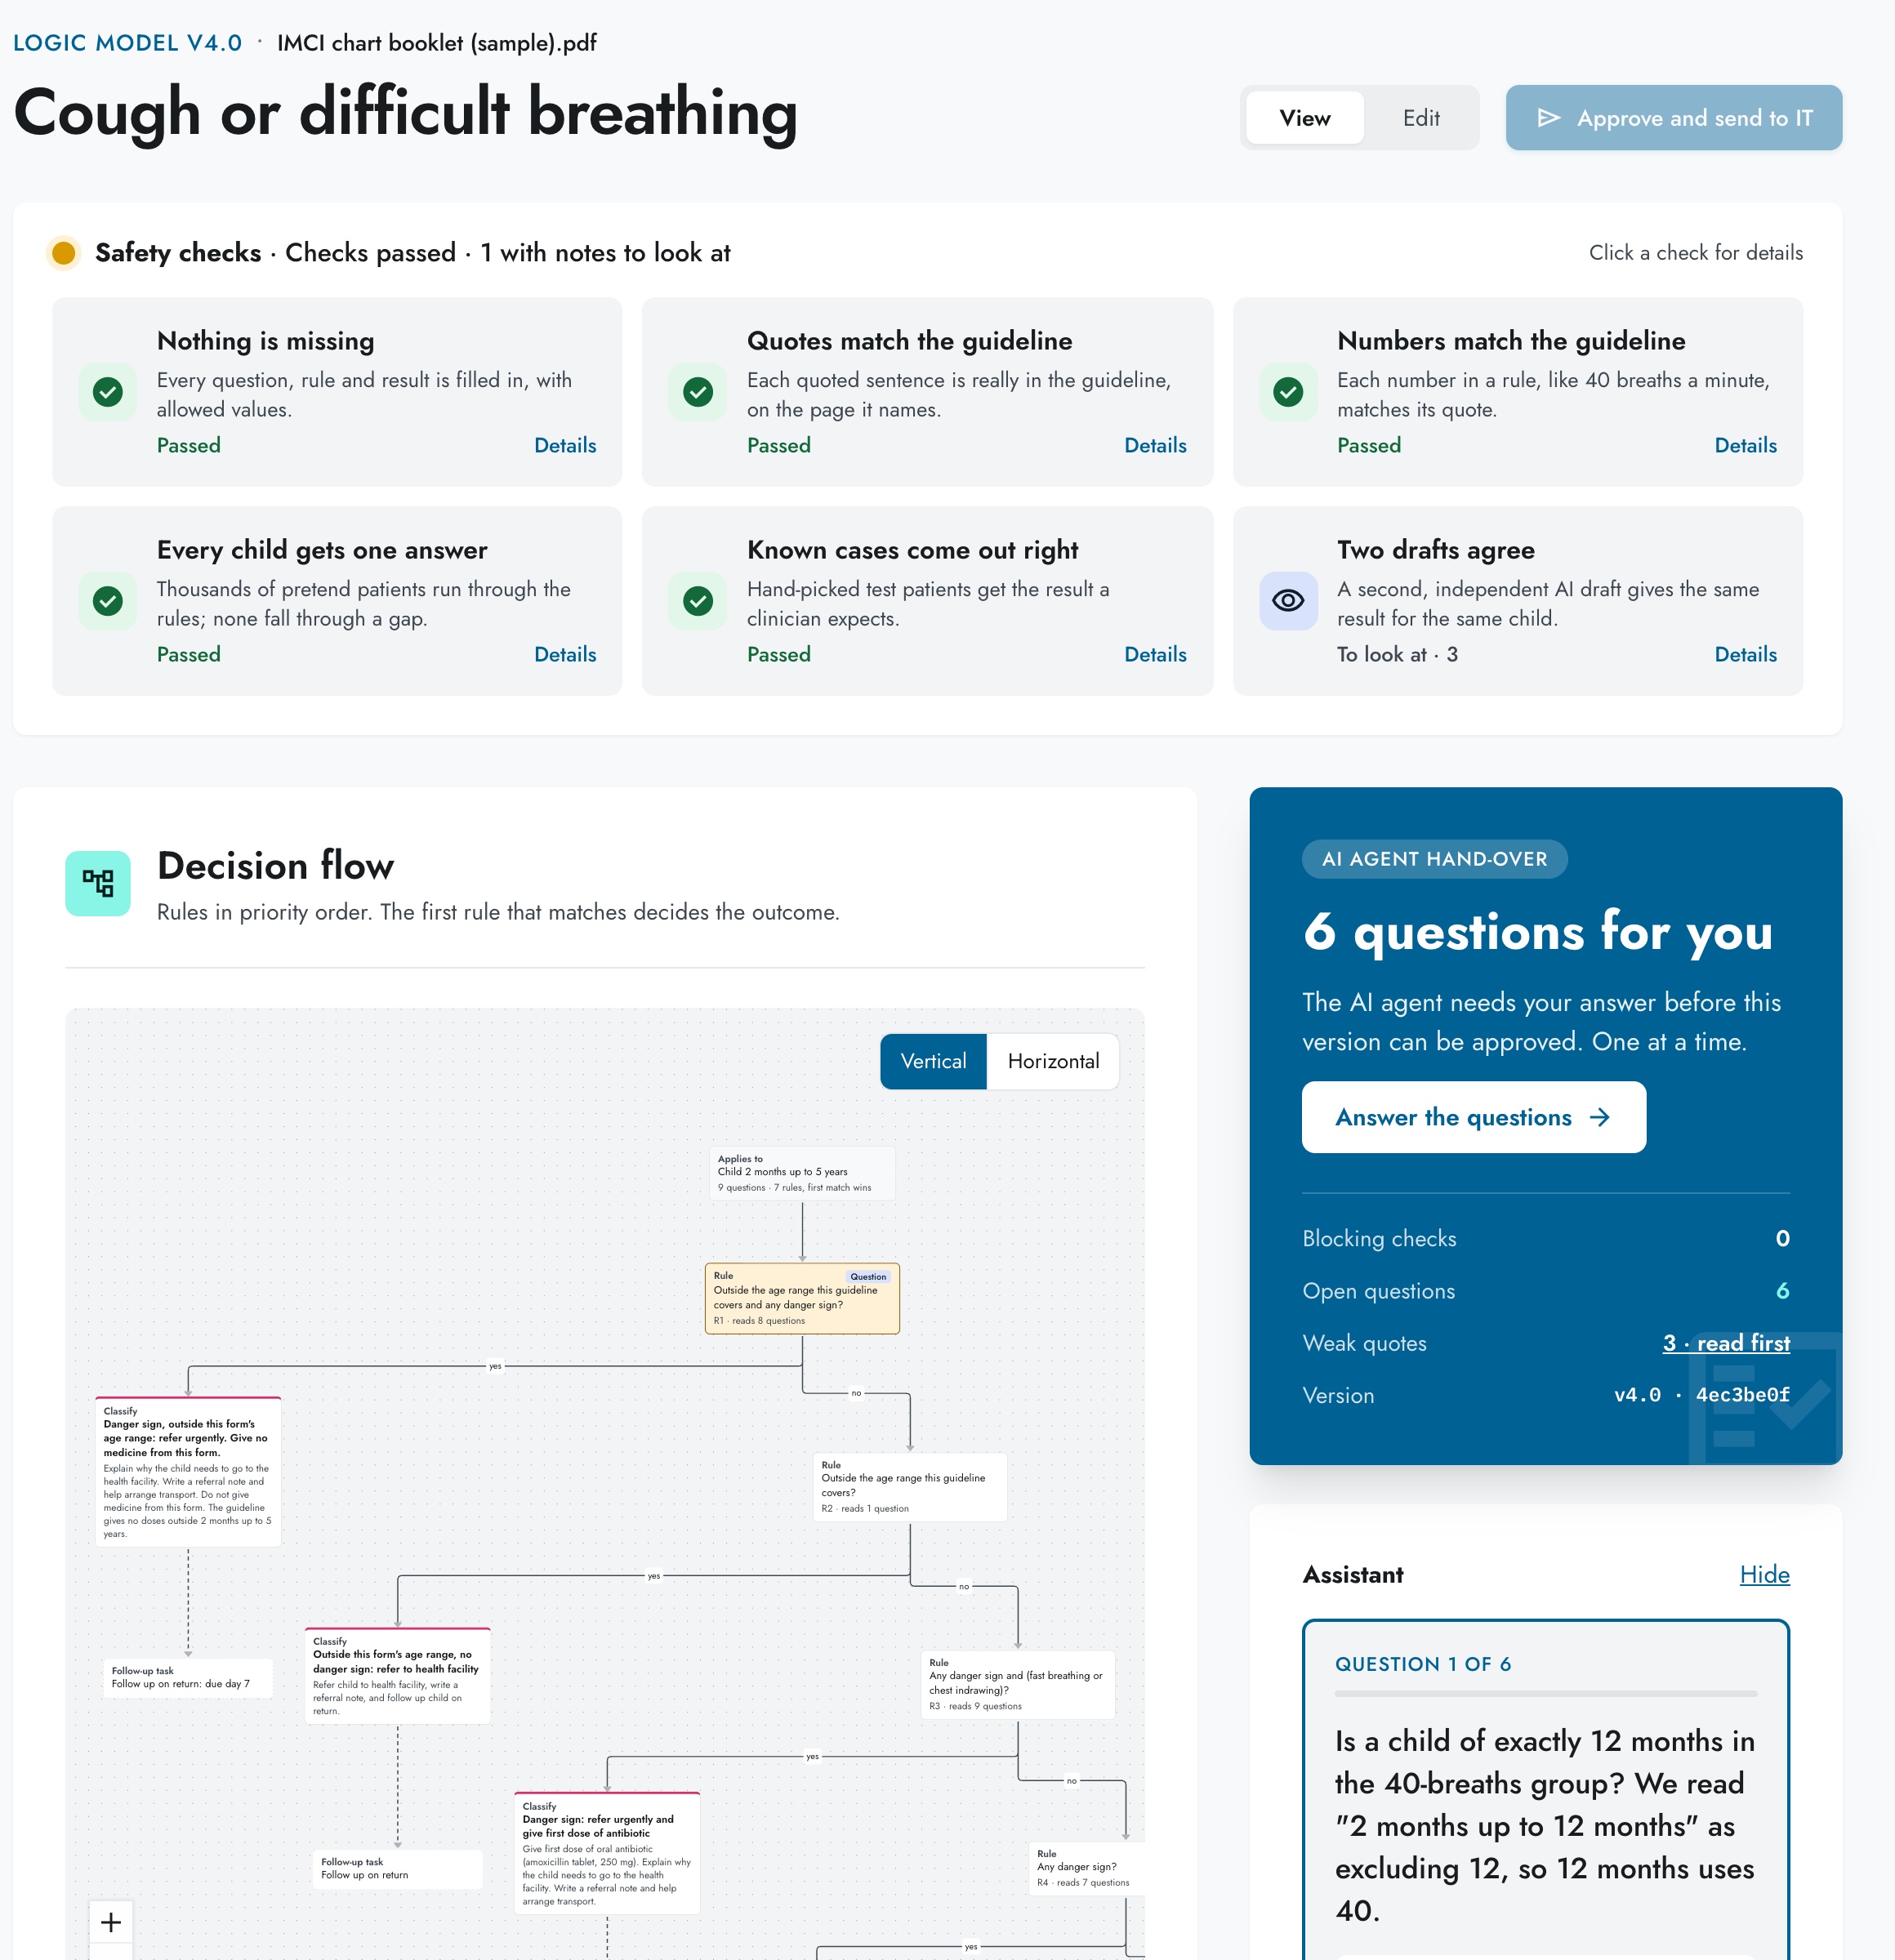 LOGIC MODEL V4.0 · IMCI chart booklet (sample).pdf
Cough or difficult breathing
View
Edit
Approve and send to IT
Safety checks · Checks passed · 1 with notes to look at
Click a check for details
Nothing is missing
Every question, rule and result is filled in, with
allowed values.
Passed
Details
Quotes match the guideline
Each quoted sentence is really in the guideline,
on the page it names.
Passed
Details
Numbers match the guideline
Each number in a rule, like 40 breaths a minute,
matches its quote.
Passed
Details
Every child gets one answer
Thousands of pretend patients run through the
rules; none fall through a gap.
Passed
Details
Known cases come out right
Hand-picked test patients get the result a
clinician expects.
Passed
Details
Two drafts agree
A second, independent AI draft gives the same
result for the same child.
To look at · 3
Details
Decision flow
Rules in priority order. The first rule that matches decides the outcome.
Vertical
Horizontal
Applies to
Child 2 months up to 5 years
9 questions · 7 rules, first match wins
Rule
Question
Outside the age range this guideline
covers and any danger sign?
R1 · reads 8 questions
yes
no
Classify
Danger sign, outside this form's
age range: refer urgently. Give no
medicine from this form.
Explain why the child needs to go to the
health facility. Write a referral note and
help arrange transport. Do not give
medicine from this form. The guideline
gives no doses outside 2 months up to 5
years.
Rule
Outside the age range this guideline
covers?
R2 · reads 1 question
yes
no
Follow-up task
Follow up on return: due day 7
Classify
Outside this form's age range, no
danger sign: refer to health facility
Refer child to health facility, write a
referral note, and follow up child on
return.
Rule
Any danger sign and (fast breathing or
chest indrawing)?
R3 · reads 9 questions
yes
no
Classify
Danger sign: refer urgently and
give first dose of antibiotic
Give first dose of oral antibiotic
(amoxicillin tablet, 250 mg). Explain why
the child needs to go to the health
facility. Write a referral note and help
arrange transport.
Follow-up task
Follow up on return
Rule
Any danger sign?
R4 · reads 7 questions
yes
+
AI AGENT HAND-OVER
6 questions for you
The AI agent needs your answer before this
version can be approved. One at a time.
Answer the questions →
Blocking checks 0
Open questions 6
Weak quotes 3 · read first
Version v4.0 · 4ec3be0f
Assistant
Hide
QUESTION 1 OF 6
Is a child of exactly 12 months in
the 40-breaths group? We read
"2 months up to 12 months" as
excluding 12, so 12 months uses
40.